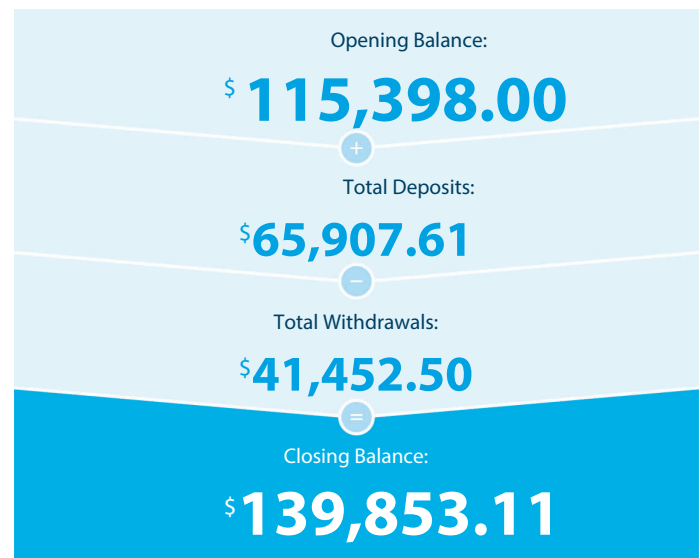 Opening Balance:
$ 115,398.00
+
Total Deposits:
$65,907.61
−
Total Withdrawals:
$41,452.50
=
Closing Balance:
$139,853.11